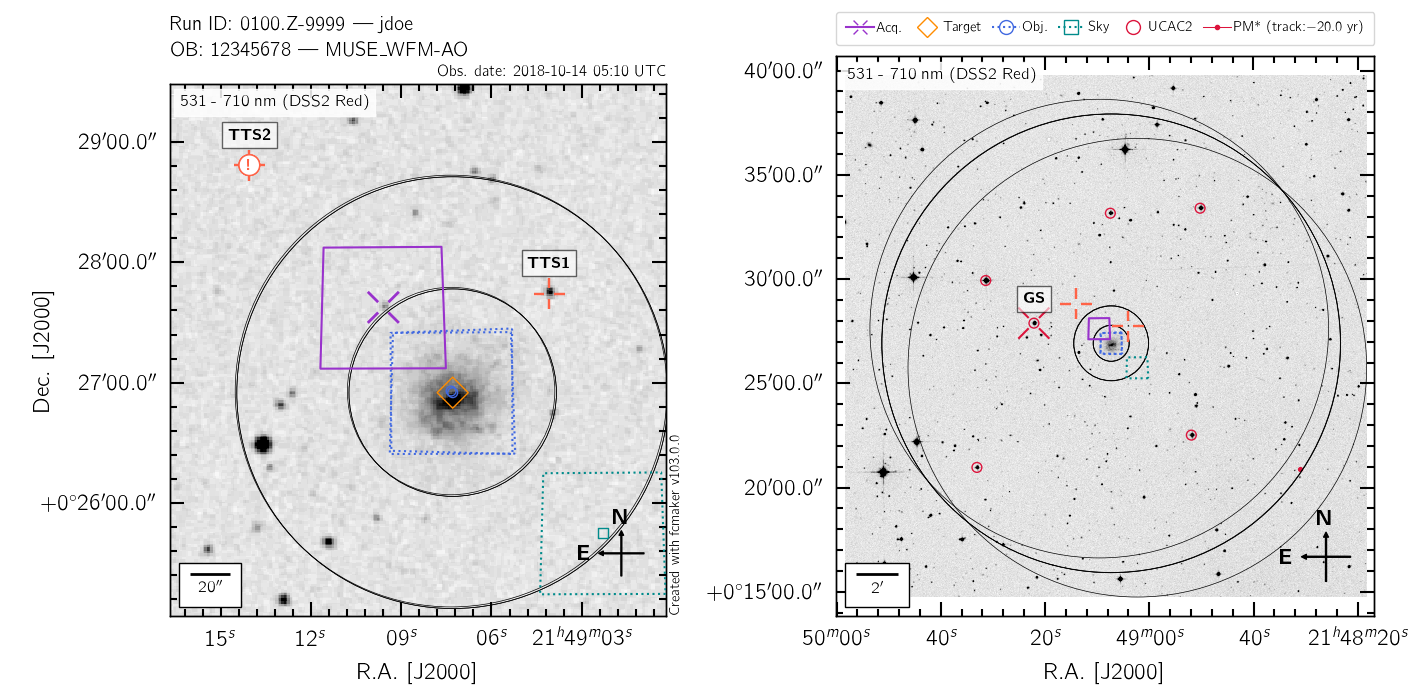 Run ID: 0100.Z-9999 — jdoe
OB: 12345678 — MUSE_WFM-AO
Obs. date: 2018-10-14 05:10 UTC
531 - 710 nm (DSS2 Red)
TTS2
TTS1
29′00.0″
28′00.0″
27′00.0″
+0°26′00.0″
Dec. [J2000]
N
E
20″
Created with fcmaker v103.0.0
15ˢ 12ˢ 09ˢ 06ˢ 21ʰ49ᵐ03ˢ
R.A. [J2000]
Acq. Target Obj. Sky UCAC2 PM* (track:−20.0 yr)
531 - 710 nm (DSS2 Red)
40′00.0″
35′00.0″
30′00.0″
25′00.0″
20′00.0″
+0°15′00.0″
GS
N
E
2′
50ᵐ00ˢ 40ˢ 20ˢ 49ᵐ00ˢ 40ˢ 21ʰ48ᵐ20ˢ
R.A. [J2000]